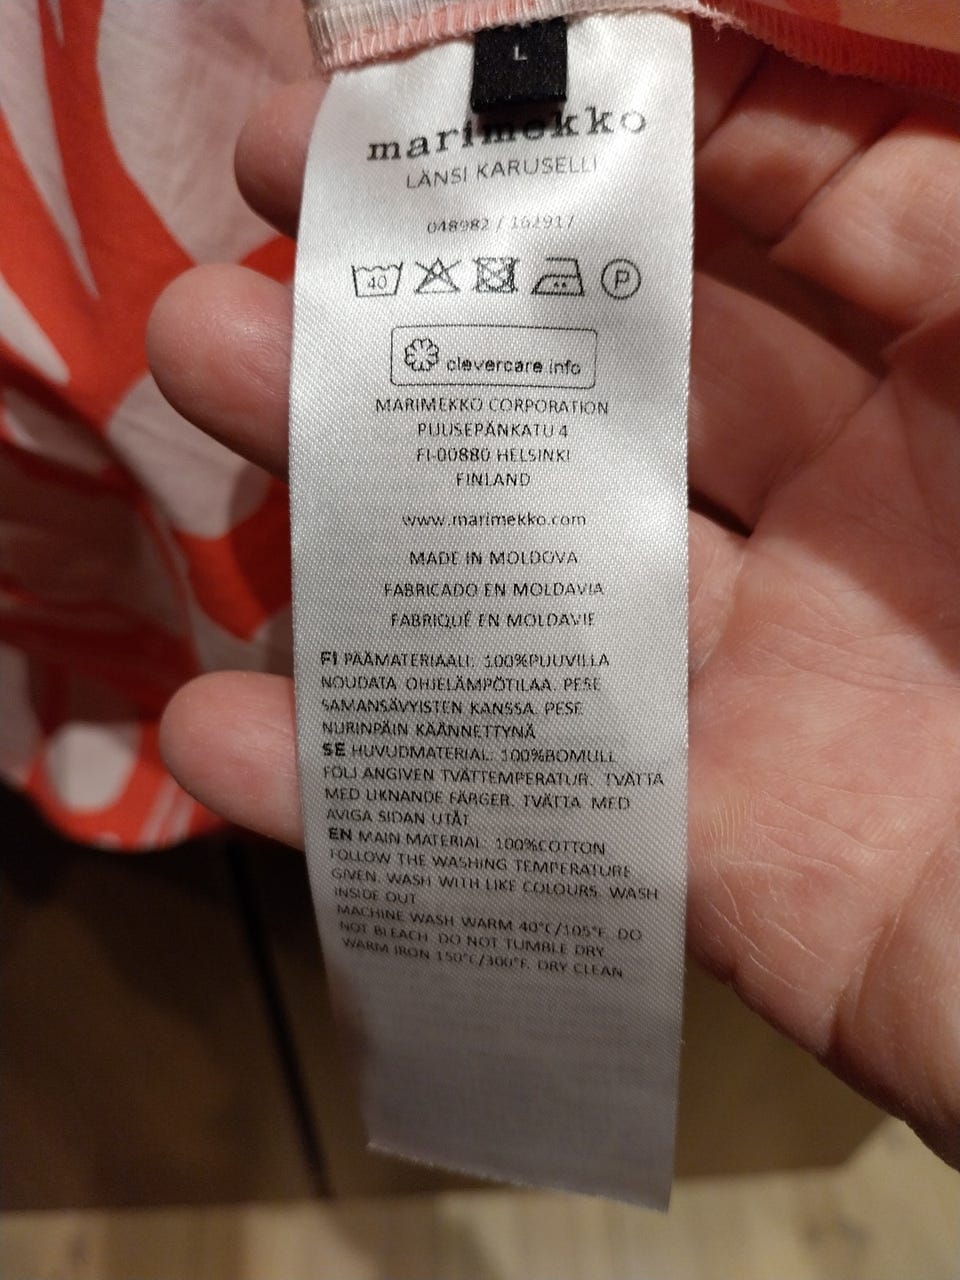 L
marimekko
LÄNSI KARUSELLI
048982 / 162917
40
P
clevercare.info
MARIMEKKO CORPORATION
PUUSEPÄNKATU 4
FI-00880 HELSINKI
FINLAND
www.marimekko.com
MADE IN MOLDOVA
FABRICADO EN MOLDAVIA
FABRIQUÉ EN MOLDAVIE
FI PÄÄMATERIAALI: 100%PUUVILLA
NOUDATA OHJELÄMPÖTILAA. PESE
SAMANSÄVYISTEN KANSSA. PESE
NURINPÄIN KÄÄNNETTYNÄ
SE HUVUDMATERIAL: 100%BOMULL
FÖLJ ANGIVEN TVÄTTEMPERATUR. TVÄTTA
MED LIKNANDE FÄRGER. TVÄTTA MED
AVIGA SIDAN UTÅT
EN MAIN MATERIAL: 100%COTTON
FOLLOW THE WASHING TEMPERATURE
GIVEN. WASH WITH LIKE COLOURS. WASH
INSIDE OUT
MACHINE WASH WARM 40°C/105°F. DO
NOT BLEACH. DO NOT TUMBLE DRY
WARM IRON 150°C/300°F. DRY CLEAN